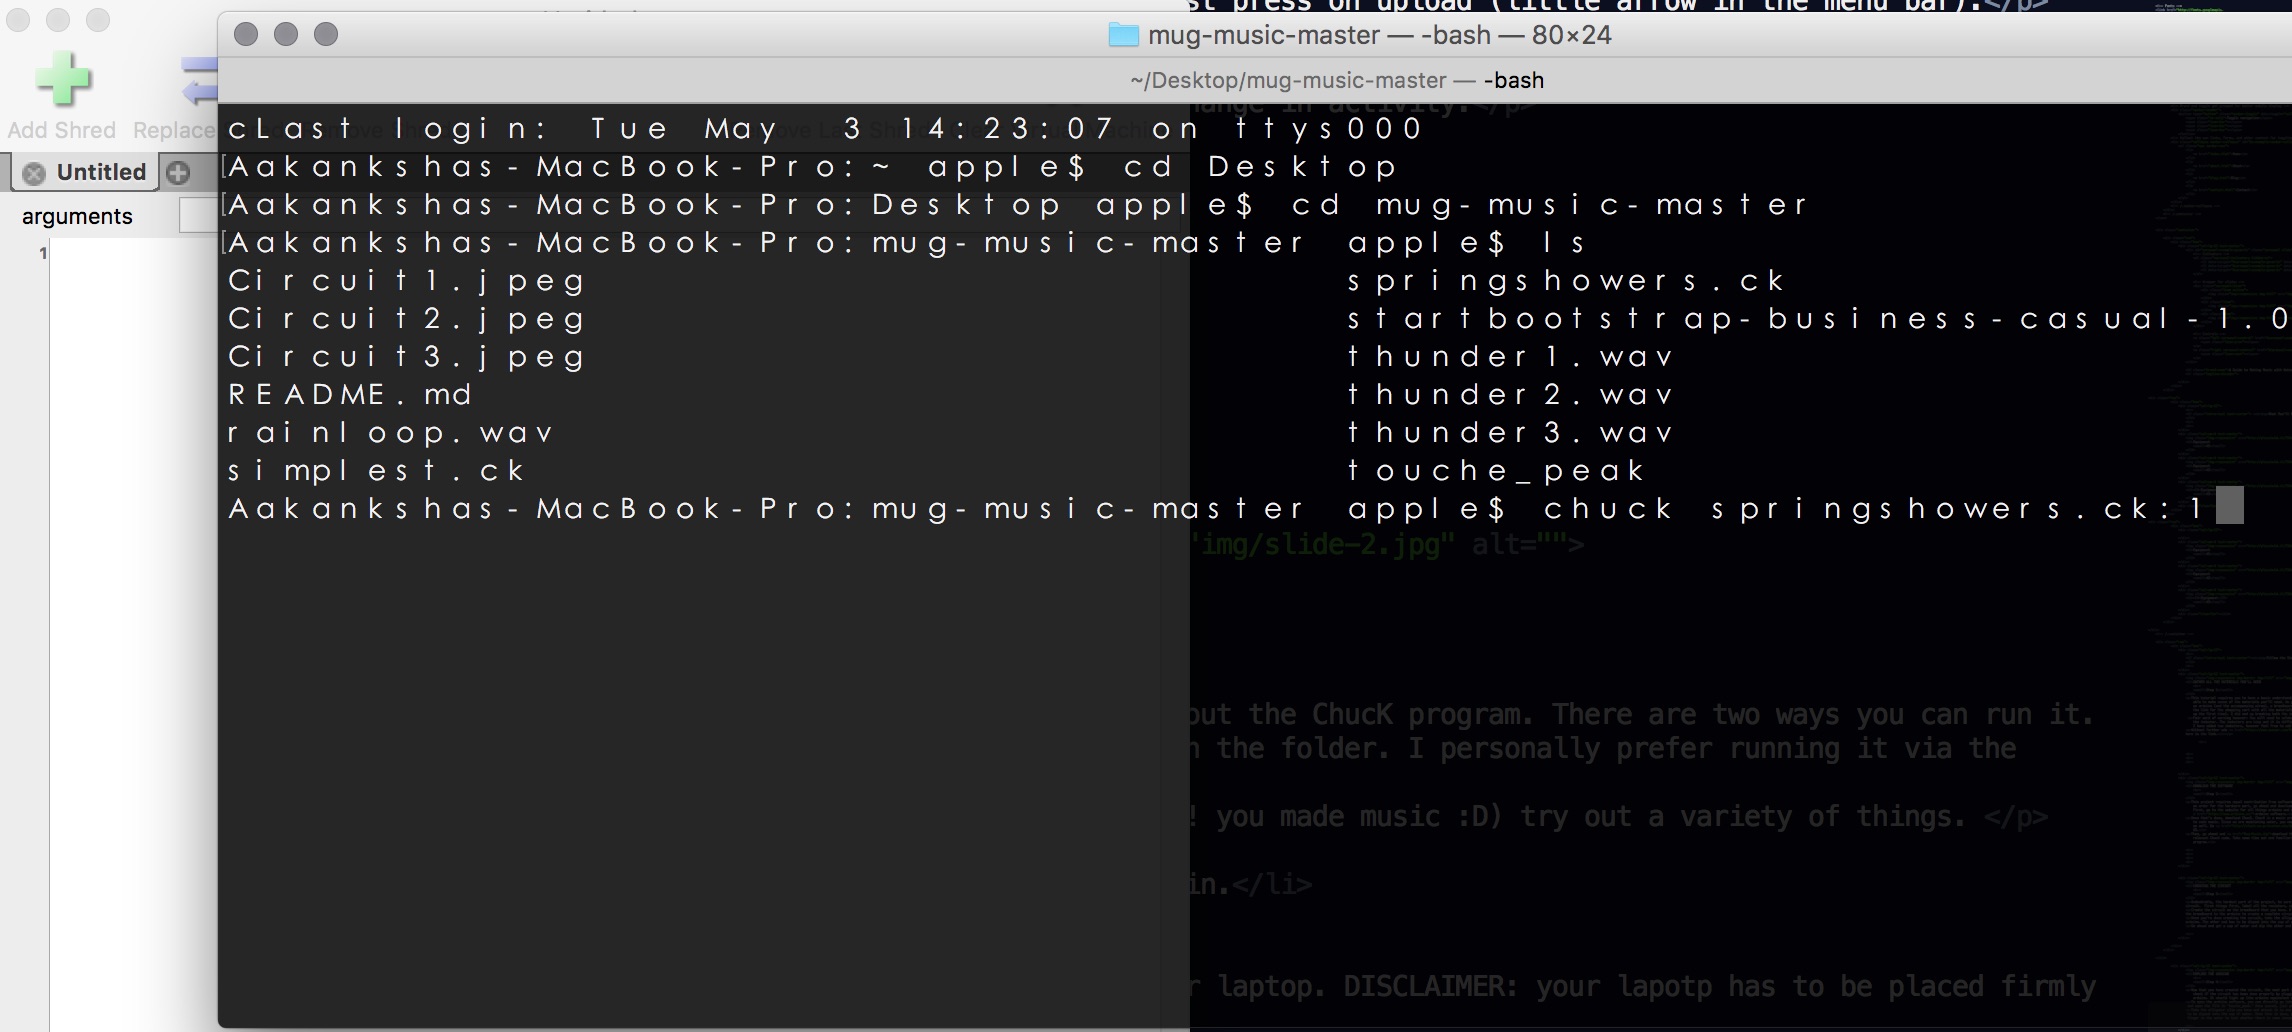 st press on upload (little arrow in the menu bar).</p>
mug-music-master — -bash — 80×24
~/Desktop/mug-music-master — -bash
Add Shred Replace
Untitled
arguments
1
hange in activity.</p>
cLast login: Tue May  3 14:23:07 on ttys000
[Aakankshas-MacBook-Pro:~ apple$ cd Desktop
[Aakankshas-MacBook-Pro:Desktop apple$ cd mug-music-master
[Aakankshas-MacBook-Pro:mug-music-master apple$ ls
Circuit1.jpeg springshowers.ck
Circuit2.jpeg startbootstrap-business-casual-1.0
Circuit3.jpeg thunder1.wav
README.md thunder2.wav
rainloop.wav thunder3.wav
simplest.ck touche_peak
Aakankshas-MacBook-Pro:mug-music-master apple$ chuck springshowers.ck:1
"img/slide-2.jpg" alt="">
out the ChucK program. There are two ways you can run it.
n the folder. I personally prefer running it via the
! you made music :D) try out a variety of things. </p>
in.</li>
r laptop. DISCLAIMER: your lapotp has to be placed firmly